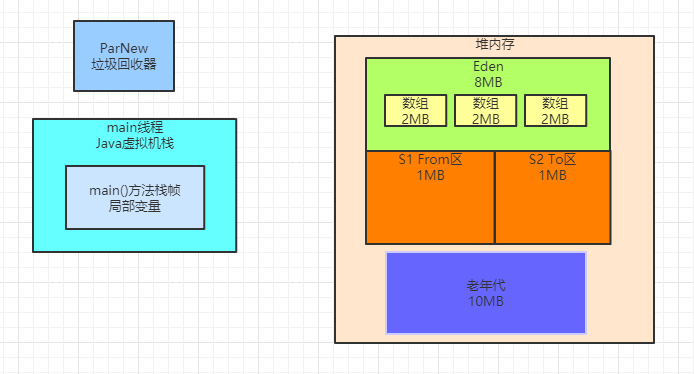 ParNew
垃圾回收器
main线程
Java虚拟机栈
main()方法栈帧
局部变量
堆内存
Eden
8MB
数组
2MB
数组
2MB
数组
2MB
S1 From区
1MB
S2 To区
1MB
老年代
10MB